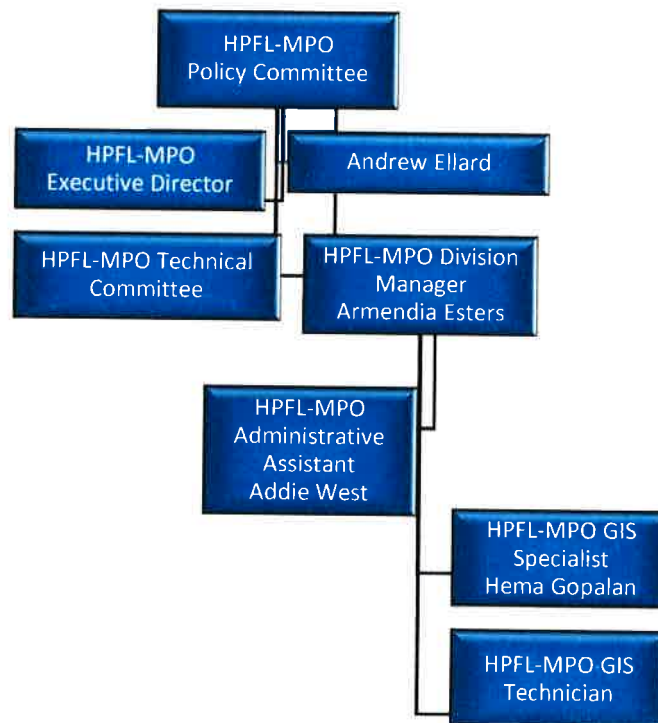 HPFL-MPO
Policy Committee
HPFL-MPO
Executive Director
Andrew Ellard
HPFL-MPO Technical
Committee
HPFL-MPO Division
Manager
Armendia Esters
HPFL-MPO
Administrative
Assistant
Addie West
HPFL-MPO GIS
Specialist
Hema Gopalan
HPFL-MPO GIS
Technician